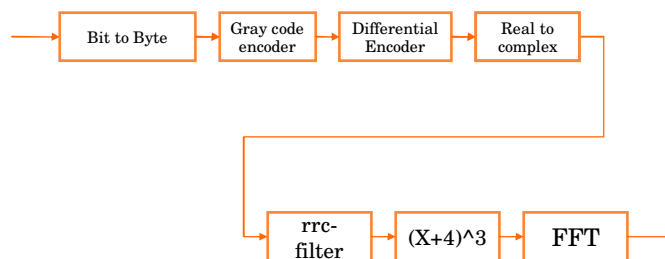 Bit to Byte
Gray code
encoder
Differential
Encoder
Real to
complex
rrc-
filter
(X+4)^3
FFT